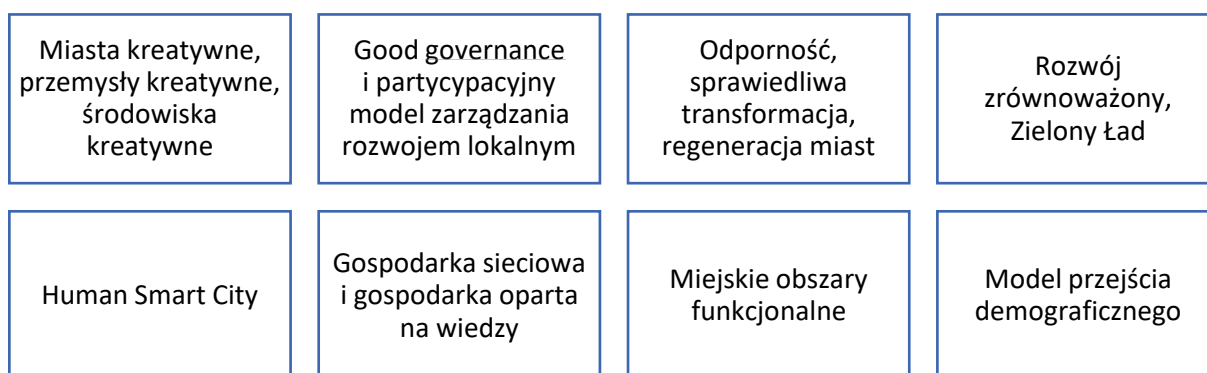 Miasta kreatywne,
przemysły kreatywne,
środowiska
kreatywne
Good governance
i partycypacyjny
model zarządzania
rozwojem lokalnym
Odporność,
sprawiedliwa
transformacja,
regeneracja miast
Rozwój
zrównoważony,
Zielony Ład
Human Smart City
Gospodarka sieciowa
i gospodarka oparta
na wiedzy
Miejskie obszary
funkcjonalne
Model przejścia
demograficznego